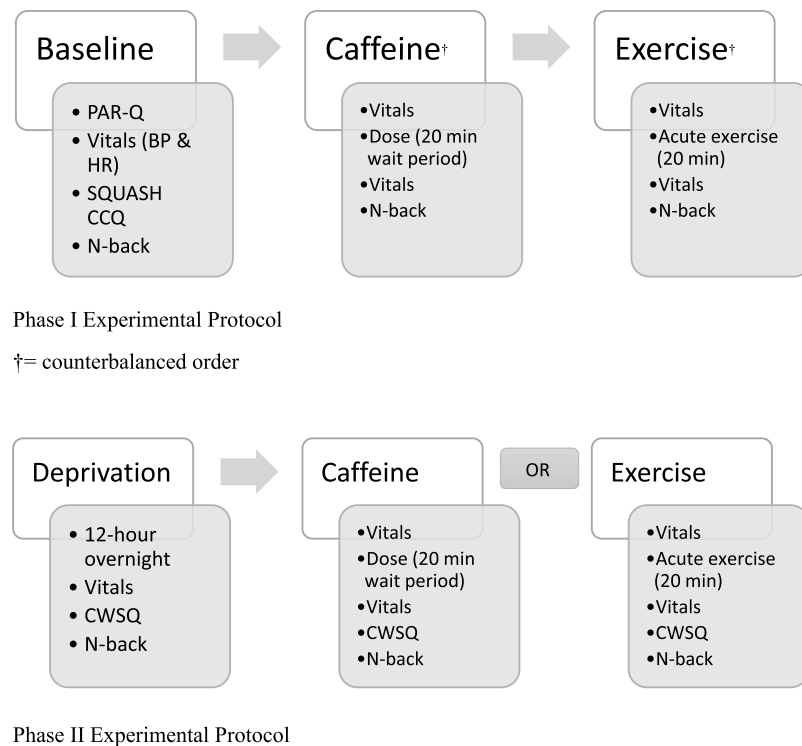 Baseline
• PAR-Q
• Vitals (BP &
HR)
• SQUASH
CCQ
• N-back
Caffeine†
•Vitals
•Dose (20 min
wait period)
•Vitals
•N-back
Exercise†
•Vitals
•Acute exercise
(20 min)
•Vitals
•N-back
Phase I Experimental Protocol
†= counterbalanced order
Deprivation
• 12-hour
overnight
• Vitals
• CWSQ
• N-back
Caffeine
•Vitals
•Dose (20 min
wait period)
•Vitals
•CWSQ
•N-back
OR
Exercise
•Vitals
•Acute exercise
(20 min)
•Vitals
•CWSQ
•N-back
Phase II Experimental Protocol